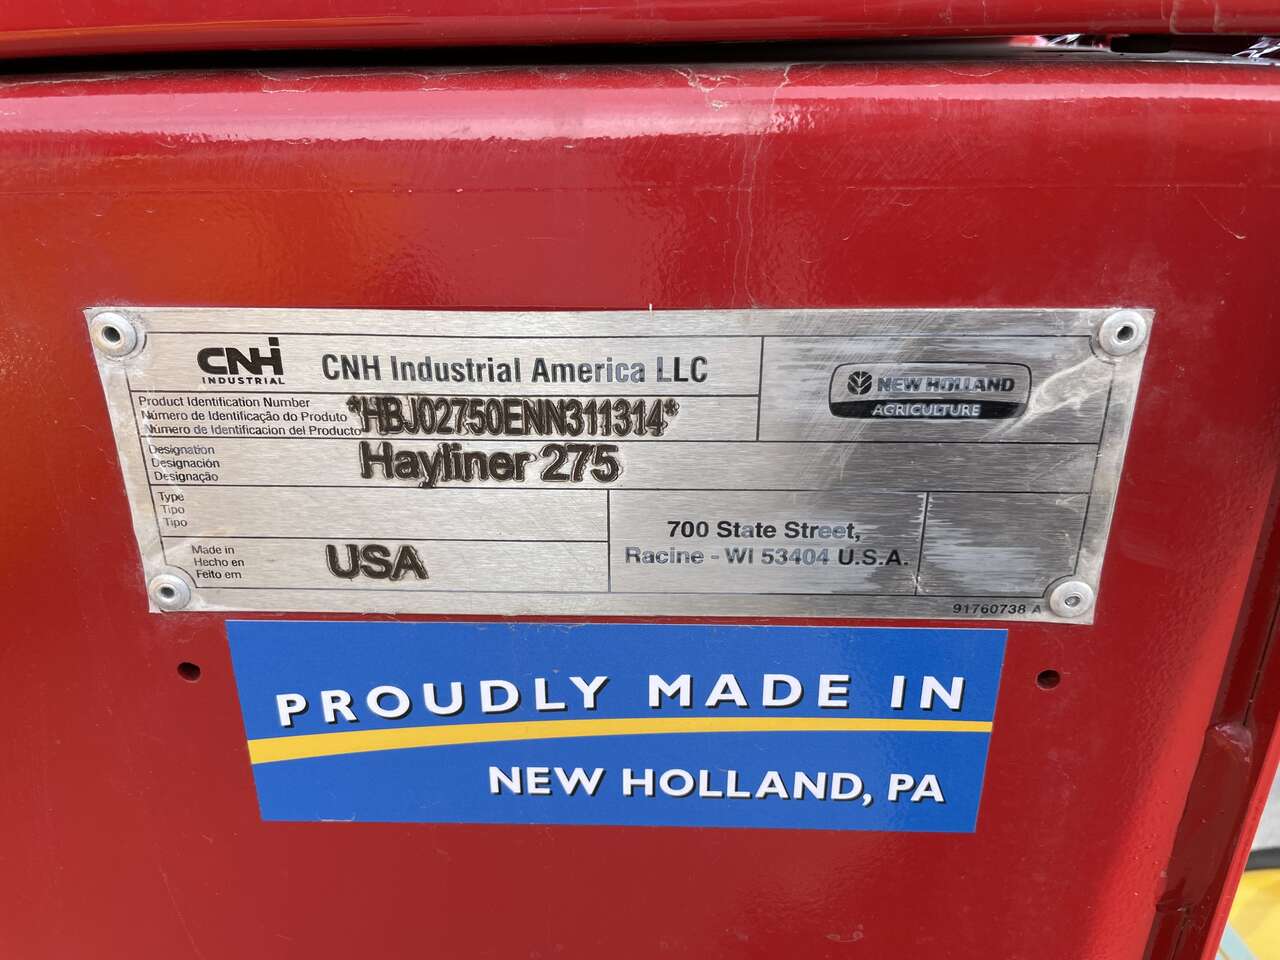 CNH
INDUSTRIAL
CNH Industrial America LLC
NEW HOLLAND
AGRICULTURE
Product Identification Number
Número de Identificação do Produto
Número de Identificacion del Producto
*HBJ02750ENN311314*
Designation
Designación
Designação
Hayliner 275
Type
Tipo
Tipo
Made in
Hecho en
Feito em
USA
700 State Street,
Racine - WI 53404 U.S.A.
91760738 A
PROUDLY MADE IN
NEW HOLLAND, PA